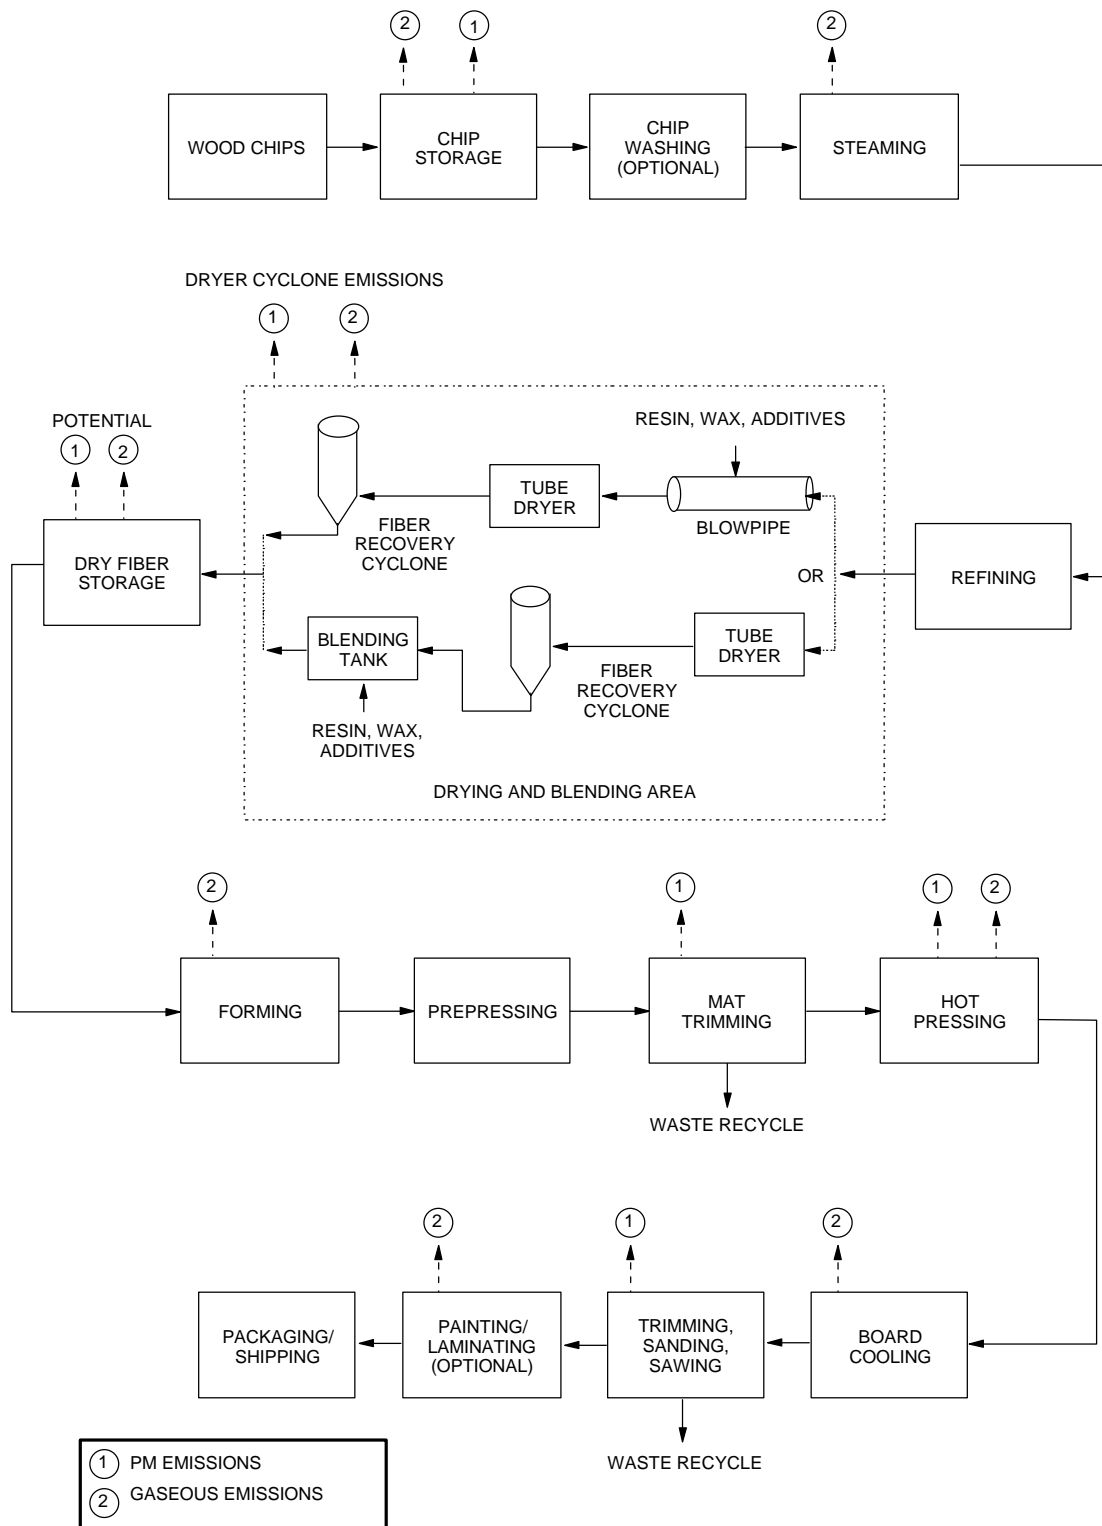 2
1
2
WOOD CHIPS
CHIP
STORAGE
CHIP
WASHING
(OPTIONAL)
STEAMING
DRYER CYCLONE EMISSIONS
1
2
POTENTIAL
1
2
RESIN, WAX, ADDITIVES
TUBE
DRYER
BLOWPIPE
FIBER
RECOVERY
CYCLONE
DRY FIBER
STORAGE
OR
REFINING
BLENDING
TANK
TUBE
DRYER
FIBER
RECOVERY
CYCLONE
RESIN, WAX,
ADDITIVES
DRYING AND BLENDING AREA
2
1
1
2
FORMING
PREPRESSING
MAT
TRIMMING
HOT
PRESSING
WASTE RECYCLE
2
1
2
PACKAGING/
SHIPPING
PAINTING/
LAMINATING
(OPTIONAL)
TRIMMING,
SANDING,
SAWING
BOARD
COOLING
WASTE RECYCLE
1 PM EMISSIONS
2 GASEOUS EMISSIONS